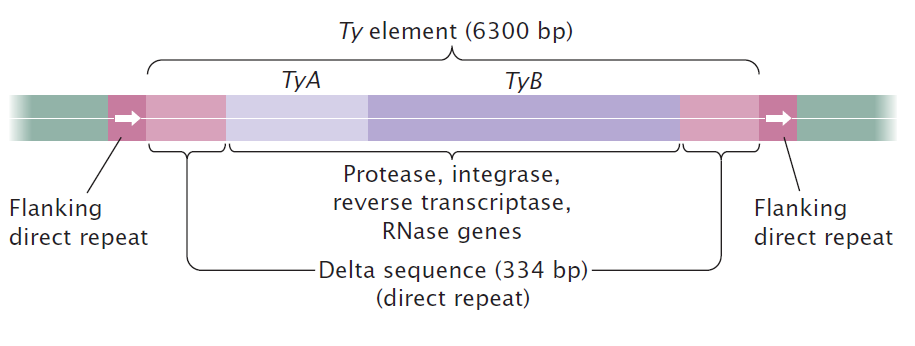 Ty element (6300 bp)
TyA
TyB
Protease, integrase,
reverse transcriptase,
RNase genes
Flanking
direct repeat
Flanking
direct repeat
Delta sequence (334 bp)
(direct repeat)